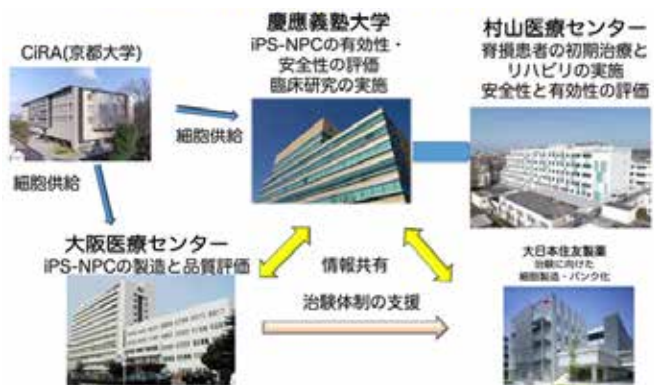 CiRA(京都大学)
慶應義塾大学
iPS-NPCの有効性・
安全性の評価
臨床研究の実施
村山医療センター
脊損患者の初期治療と
リハビリの実施
安全性と有効性の評価
細胞供給
細胞供給
大阪医療センター
iPS-NPCの製造と品質評価
情報共有
治験体制の支援
大日本住友製薬
治験に向けた
細胞製造・バンク化